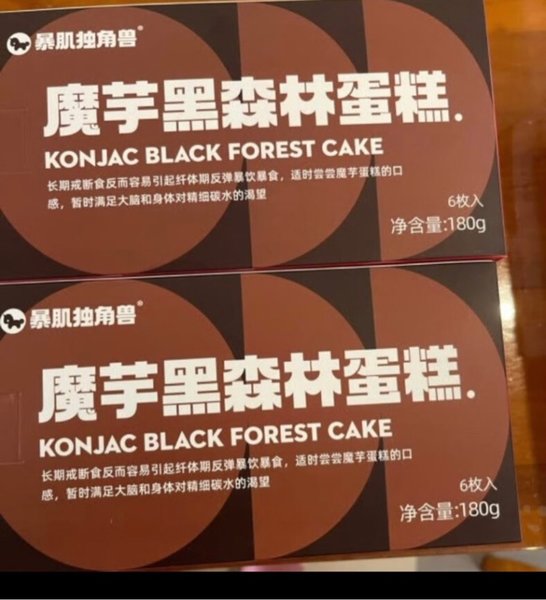 暴肌独角兽®
魔芋黑森林蛋糕.
KONJAC BLACK FOREST CAKE
长期戒断食反而容易引起纤体期反弹暴饮暴食，适时尝尝魔芋蛋糕的口
感，暂时满足大脑和身体对精细碳水的渴望
6枚入
净含量:180g
暴肌独角兽®
魔芋黑森林蛋糕.
KONJAC BLACK FOREST CAKE
长期戒断食反而容易引起纤体期反弹暴饮暴食，适时尝尝魔芋蛋糕的口
感，暂时满足大脑和身体对精细碳水的渴望
6枚入
净含量:180g